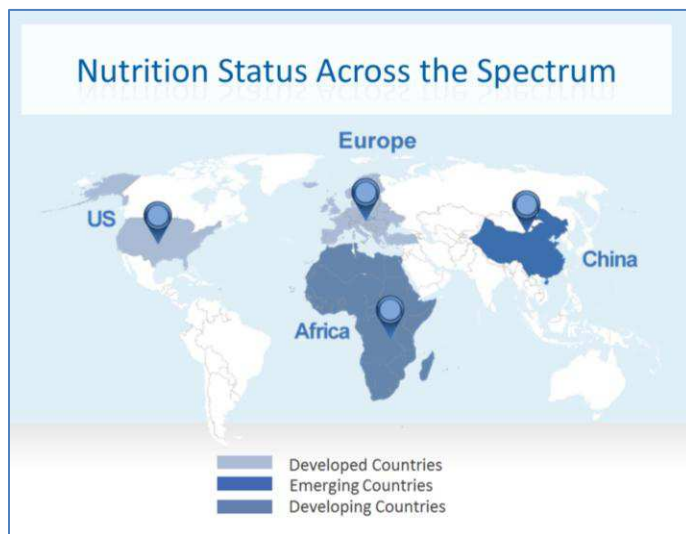 Nutrition Status Across the Spectrum
Europe
US
China
Africa
Developed Countries
Emerging Countries
Developing Countries